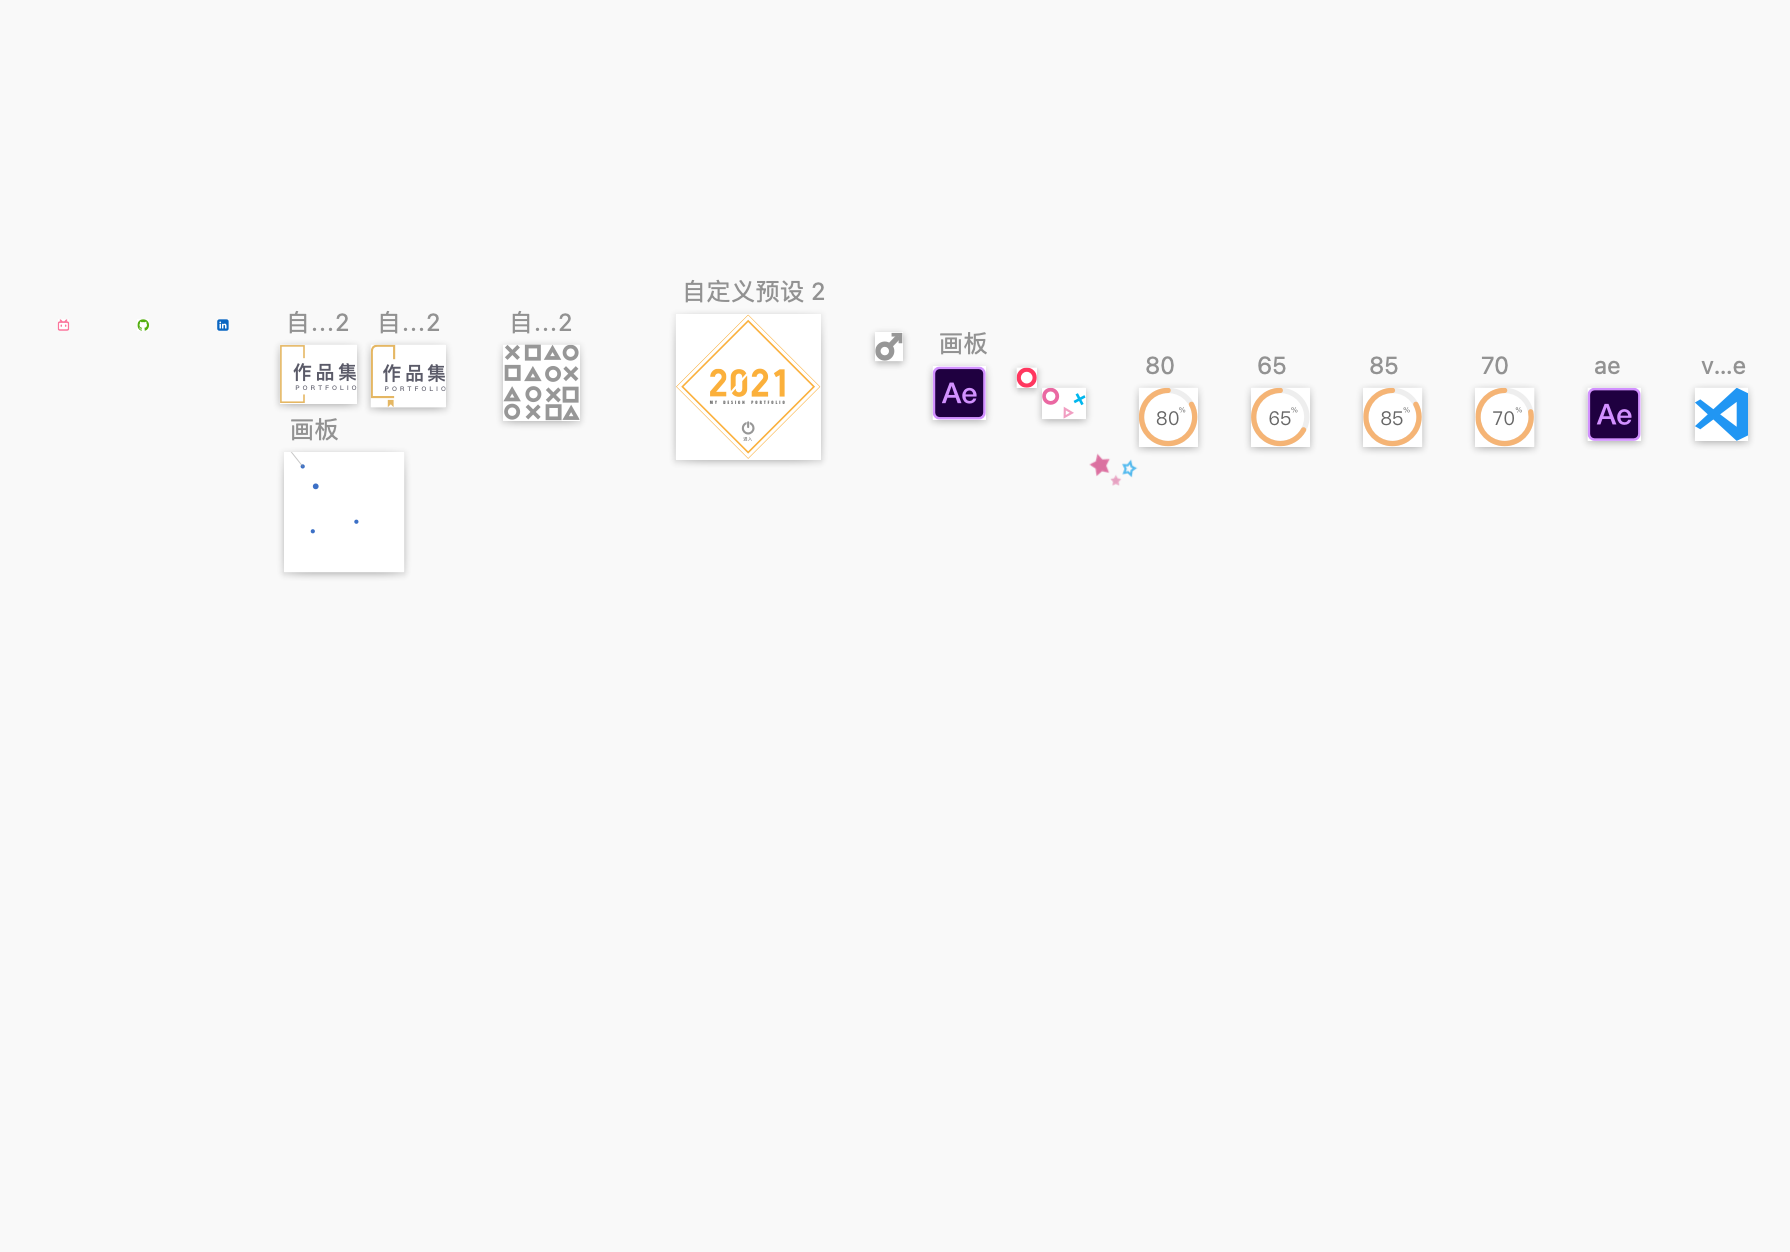 自定义预设 2
自…2
自…2
自…2
作品集
PORTFOLIO
作品集
PORTFOLIO
画板
2021
MY DESIGN PORTFOLIO
进入
画板
Ae
80
80%
65
65%
85
85%
70
70%
ae
Ae
v…e
in